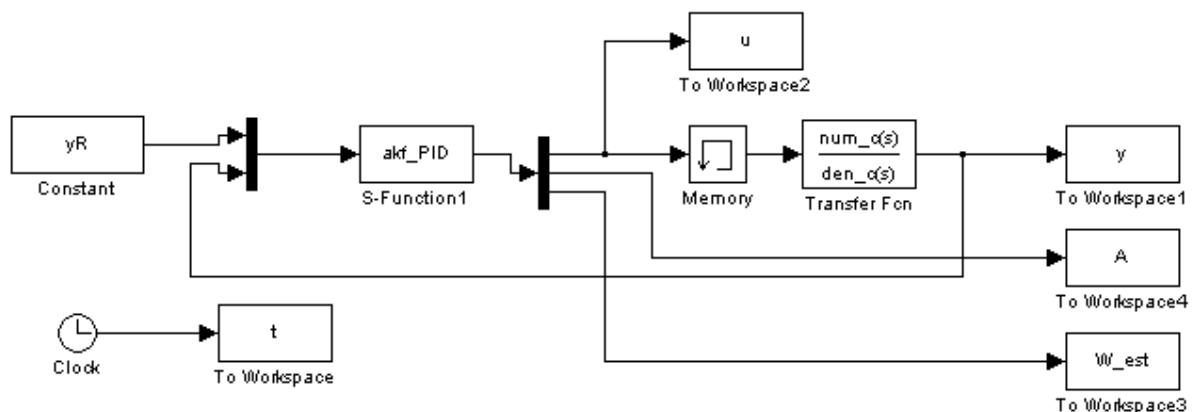 u
To Workspace2
yR
Constant
akf_PID
S-Function1
Memory
num_c(s)
den_c(s)
Transfer Fcn
y
To Workspace1
A
To Workspace4
Clock
t
To Workspace
W_est
To Workspace3